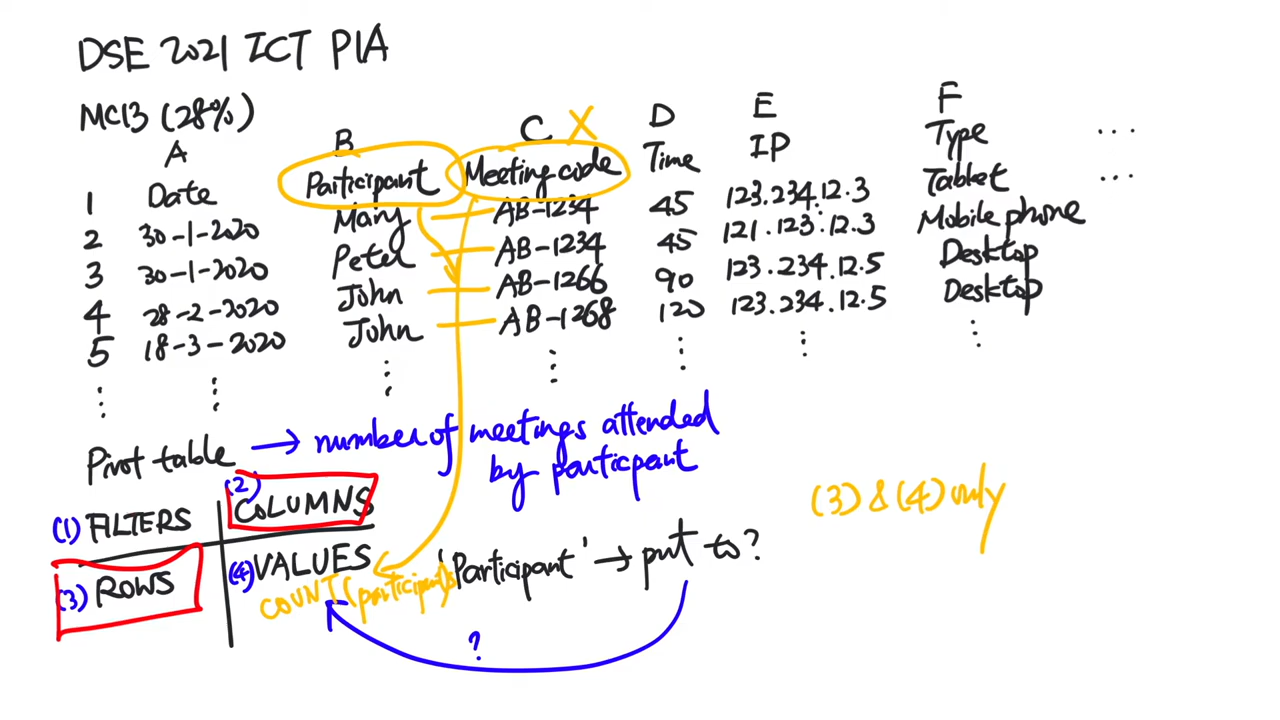 DSE 2021 ICT P1A
MC13 (28%)
A B C X D E F
Date Participant Meeting code Time IP Type ...
1 Tablet ...
2 30-1-2020 Mary AB-1234 45 123.234.12.3 Mobile phone
3 30-1-2020 Peter AB-1234 45 121.123.12.3 Desktop
4 28-2-2020 John AB-1266 90 123.234.12.5 Desktop
5 18-3-2020 John AB-1268 120 123.234.12.5
Pivot table → number of meetings attended
by particpant
(1) FILTERS (2) COLUMNS
(3) ROWS (4) VALUES
COUNT(participant)
'Participant' → put to?
?
(3) & (4) only